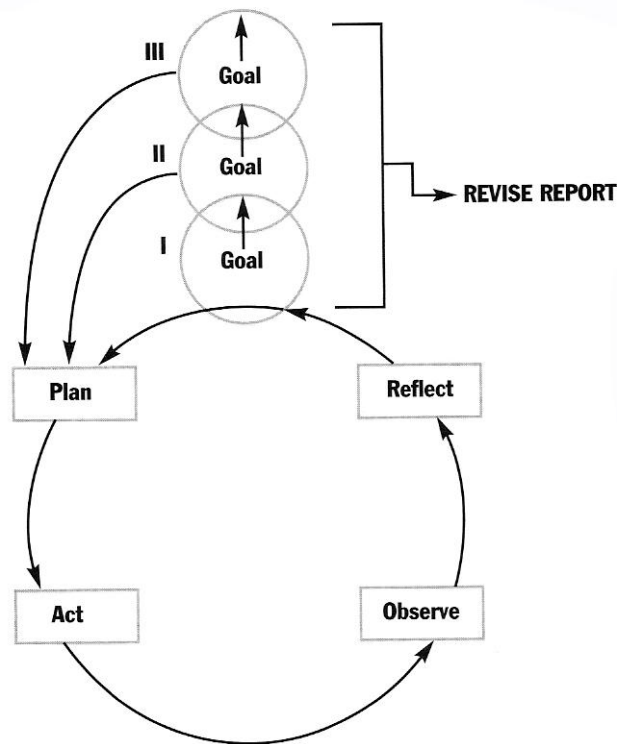 III
Goal
II
Goal
REVISE REPORT
I
Goal
Plan
Reflect
Act
Observe